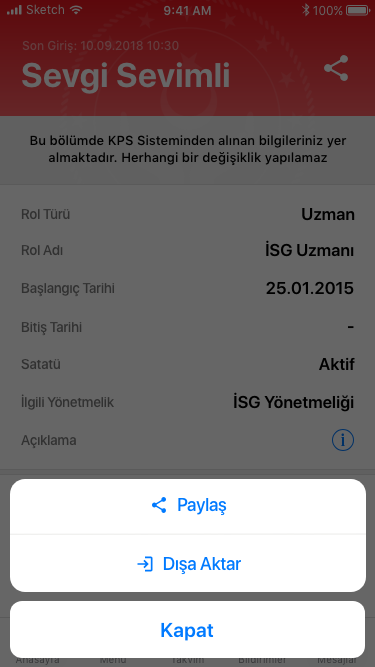 Sketch 9:41 AM 100%
Son Giriş: 10.09.2018 10:30
Sevgi Sevimli
Bu bölümde KPS Sisteminden alınan bilgileriniz yer
almaktadır. Herhangi bir değişiklik yapılamaz
Rol Türü Uzman
Rol Adı İSG Uzmanı
Başlangıç Tarihi 25.01.2015
Bitiş Tarihi -
Satatü Aktif
İlgili Yönetmelik İSG Yönetmeliği
Açıklama i
Paylaş
Dışa Aktar
Kapat
Anasayfa Menü Takvim Bildirimler Mesajlar